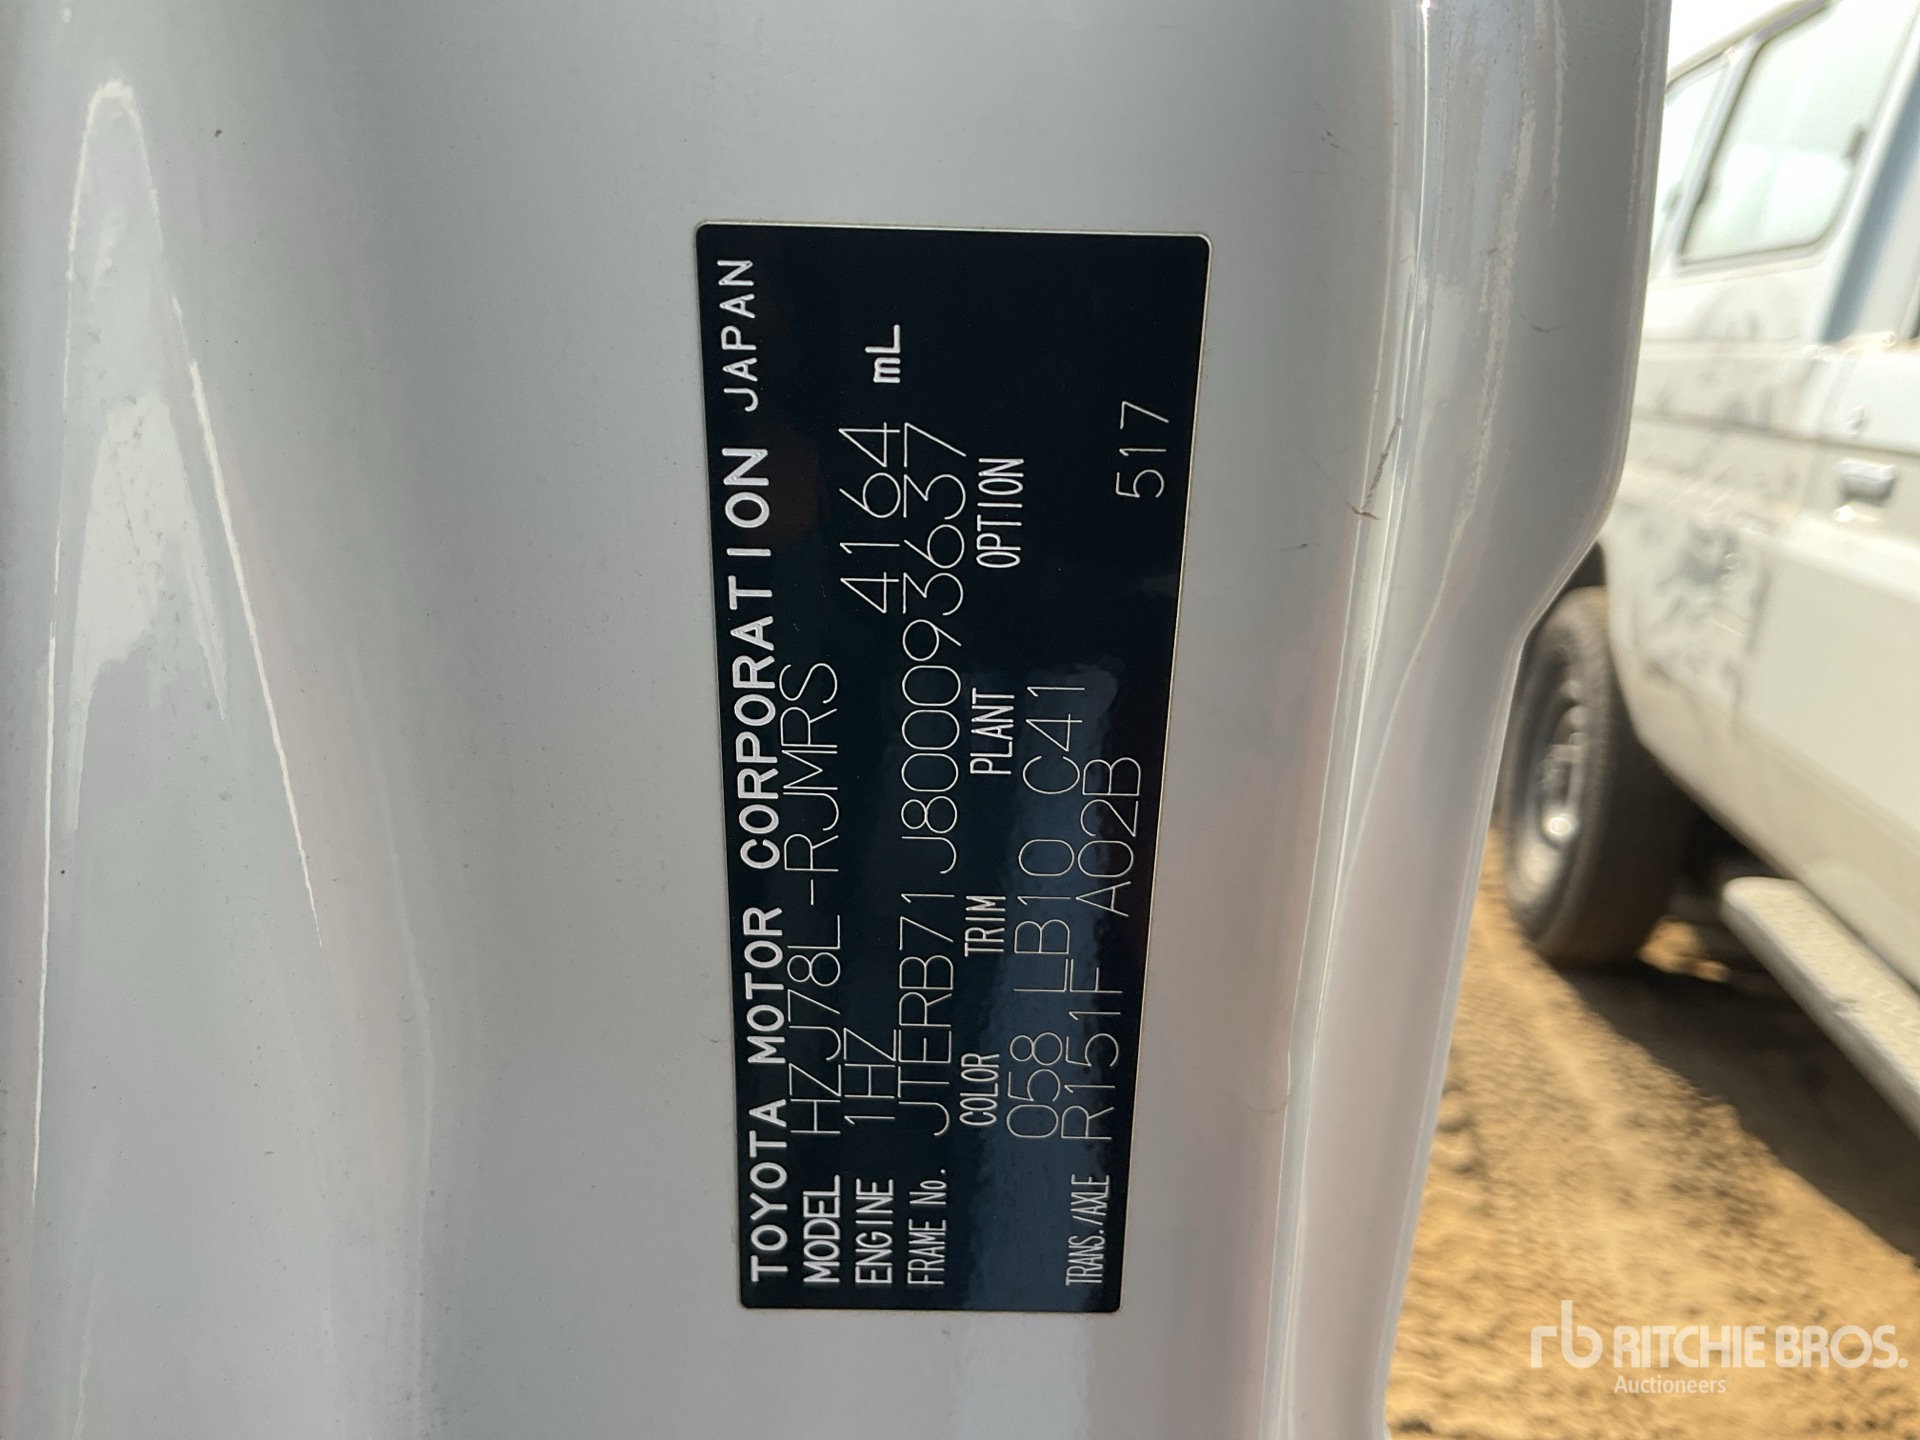 TOYOTA MOTOR CORPORATION JAPAN
MODEL HZJ78L-RJMRS
ENGINE 1HZ 4164 mL
FRAME No. JTERB71J800093637
COLOR TRIM PLANT OPTION
058 LB10 C41
TRANS./AXLE R151F A02B 517
rb RITCHIE BROS.
Auctioneers